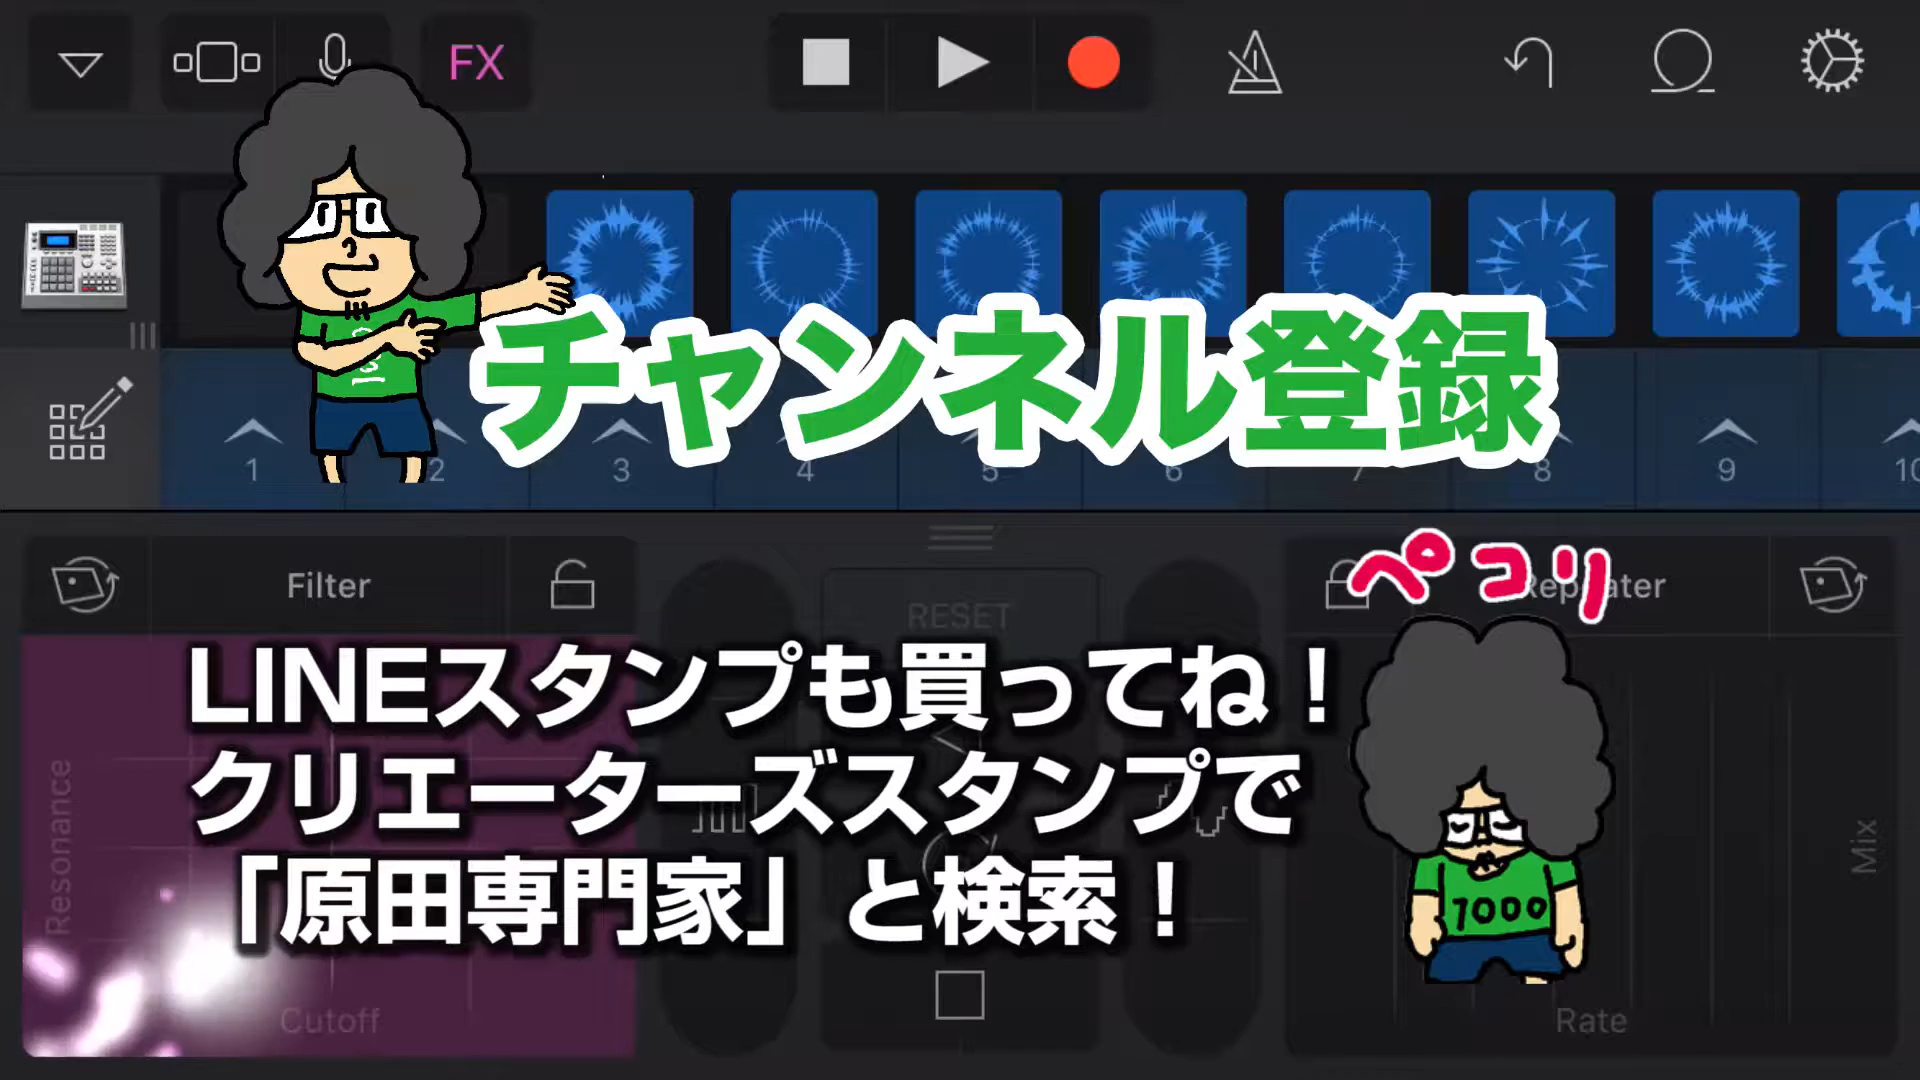 FX
チャンネル登録
1 2 3 4 5 6 7 8 9 10
Filter
RESET
ペコリ
Repeater
LINEスタンプも買ってね！
クリエーターズスタンプで
「原田専門家」と検索！
Resonance
Cutoff
1000
Mix
Rate